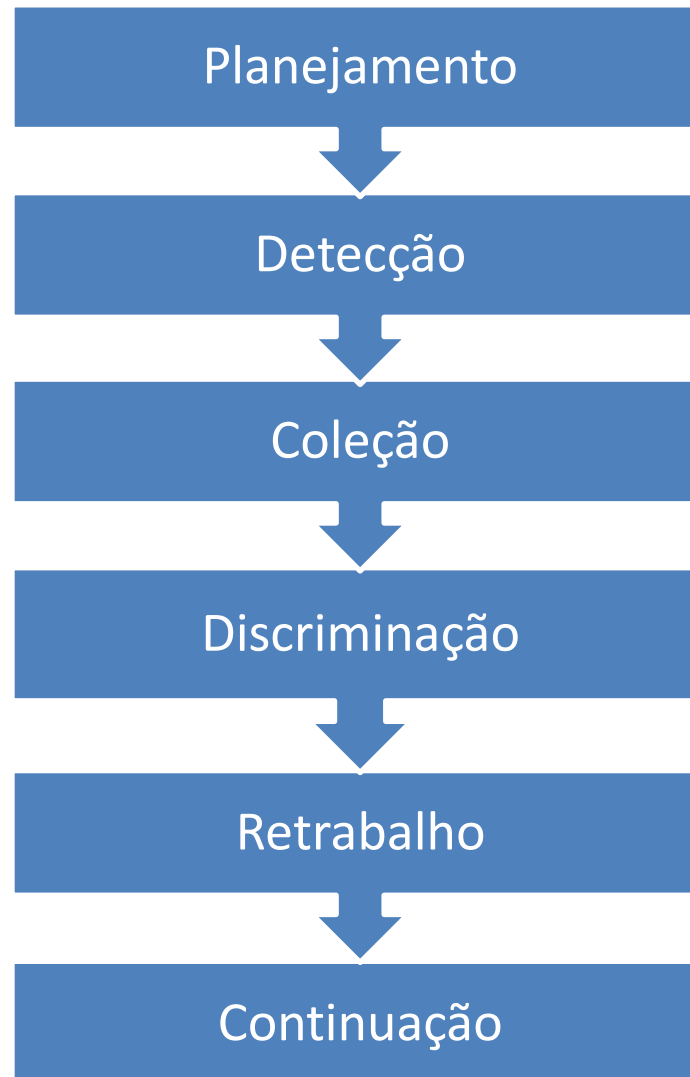 Planejamento
Detecção
Coleção
Discriminação
Retrabalho
Continuação